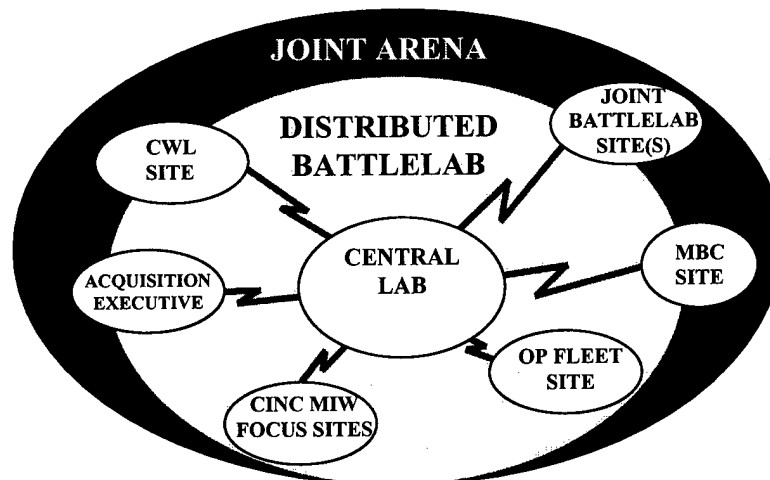 JOINT ARENA
DISTRIBUTED
BATTLELAB
JOINT
BATTLELAB
SITE(S)
CWL
SITE
CENTRAL
LAB
MBC
SITE
ACQUISITION
EXECUTIVE
OP FLEET
SITE
CINC MIW
FOCUS SITES